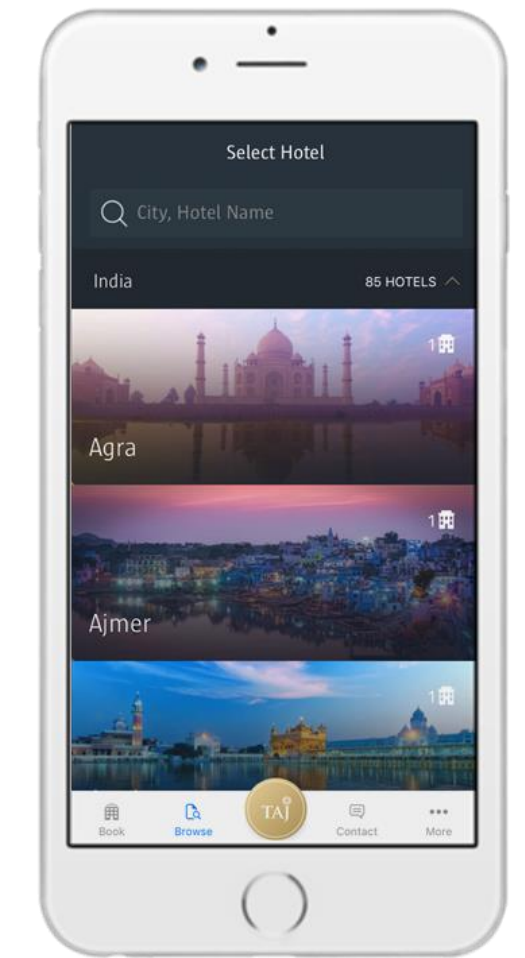 Select Hotel
City, Hotel Name
India 85 HOTELS
1
Agra
1
Ajmer
1
TAJ
Book Browse Contact More